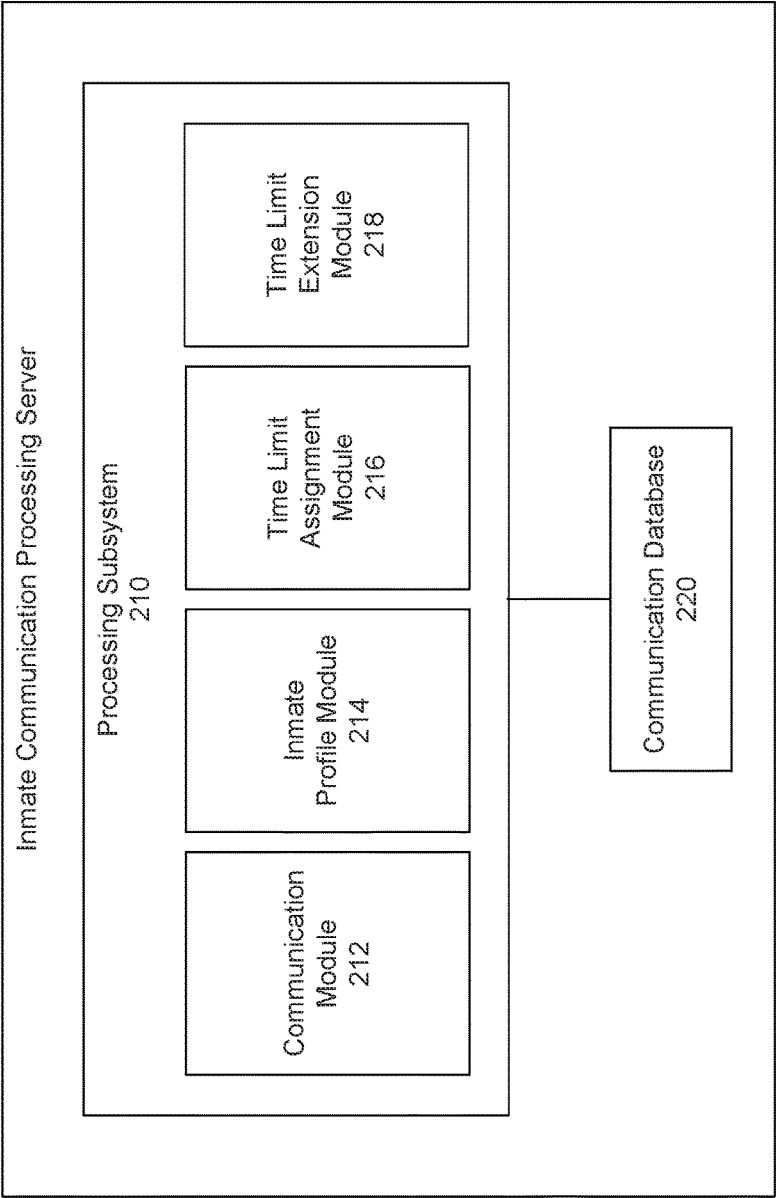 Inmate Communication Processing Server
Processing Subsystem
210
Communication
Module
212
Inmate
Profile Module
214
Time Limit
Assignment
Module
216
Time Limit
Extension
Module
218
Communication Database
220